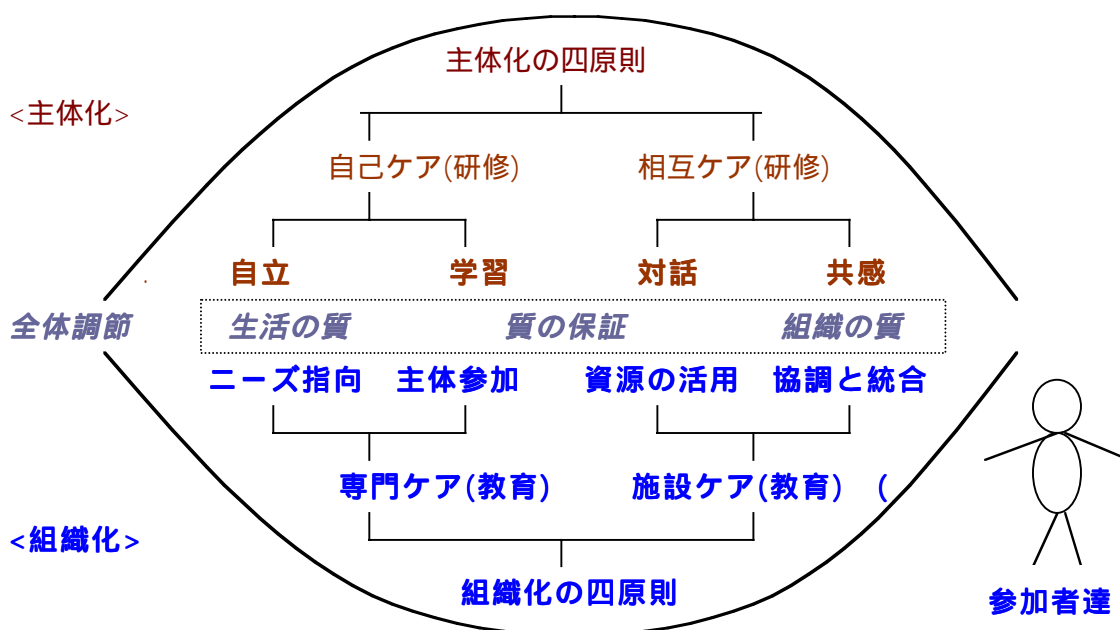 主体化の四原則
<主体化>
自己ケア(研修) 相互ケア(研修)
自立 学習 対話 共感
全体調節 生活の質 質の保証 組織の質
ニーズ指向 主体参加 資源の活用 協調と統合
専門ケア(教育) 施設ケア(教育) (
<組織化>
組織化の四原則
参加者達